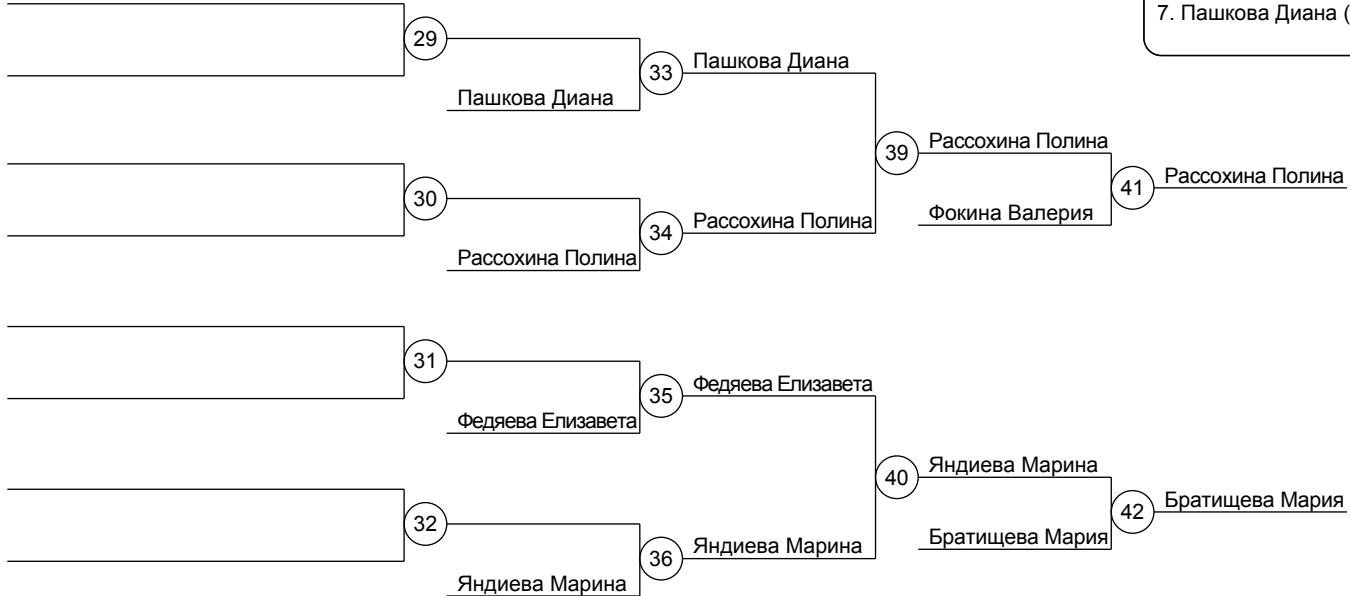 7. Пашкова Диана (
29
33
Пашкова Диана
Пашкова Диана
39
Рассохина Полина
41
Рассохина Полина
30
34
Рассохина Полина
Фокина Валерия
Рассохина Полина
31
35
Федяева Елизавета
Федяева Елизавета
40
Яндиева Марина
42
Братищева Мария
32
36
Яндиева Марина
Братищева Мария
Яндиева Марина